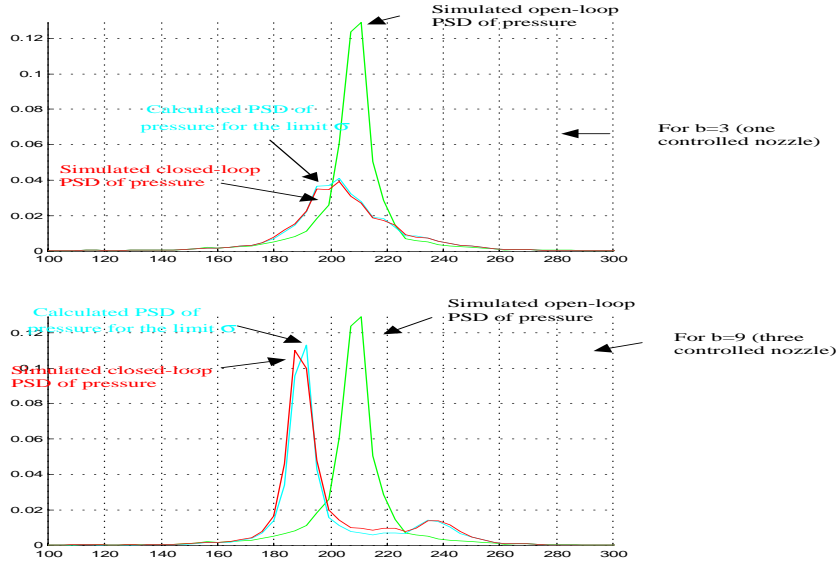 Simulated open-loop
PSD of pressure
0.12
0.1
Calculated PSD of
pressure for the limit σ
0.08
For b=3 (one
controlled nozzle)
0.06
Simulated closed-loop
PSD of pressure
0.04
0.02
0
100 120 140 160 180 200 220 240 260 280 300
Simulated open-loop
PSD of pressure
Calculated PSD of
pressure for the limit σ
0.12
For b=9 (three
controlled nozzle)
0.1
Simulated closed-loop
PSD of pressure
0.08
0.06
0.04
0.02
0
100 120 140 160 180 200 220 240 260 280 300